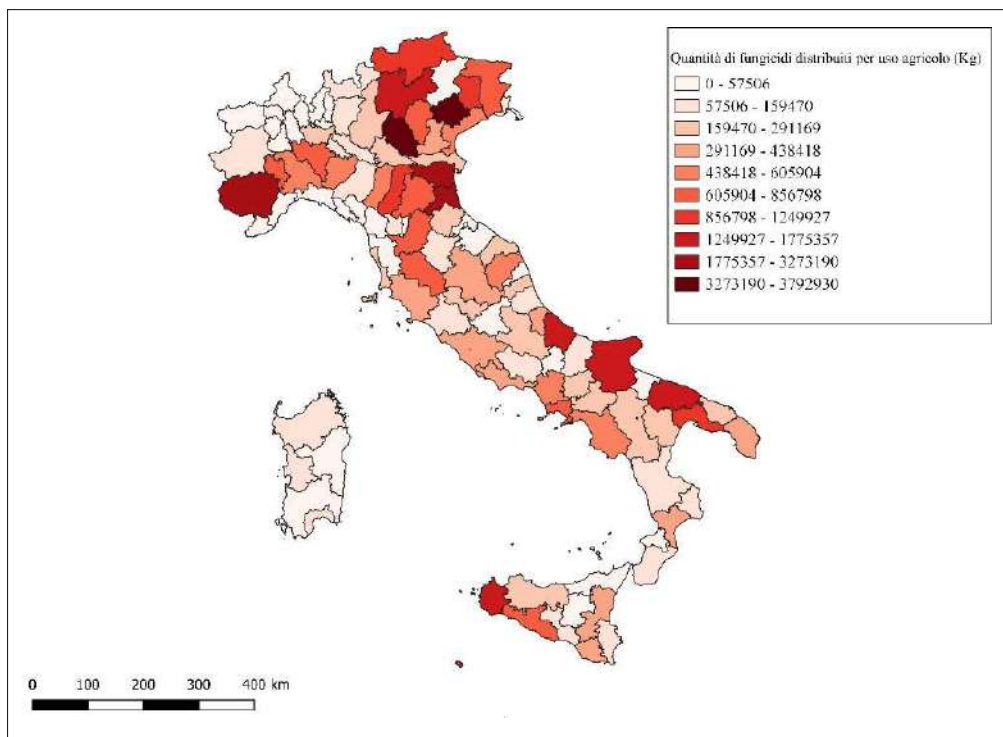 Quantità di fungicidi distribuiti per uso agricolo (Kg)
0 - 57506
57506 - 159470
159470 - 291169
291169 - 438418
438418 - 605904
605904 - 856798
856798 - 1249927
1249927 - 1775357
1775357 - 3273190
3273190 - 3792930
0 100 200 300 400 km